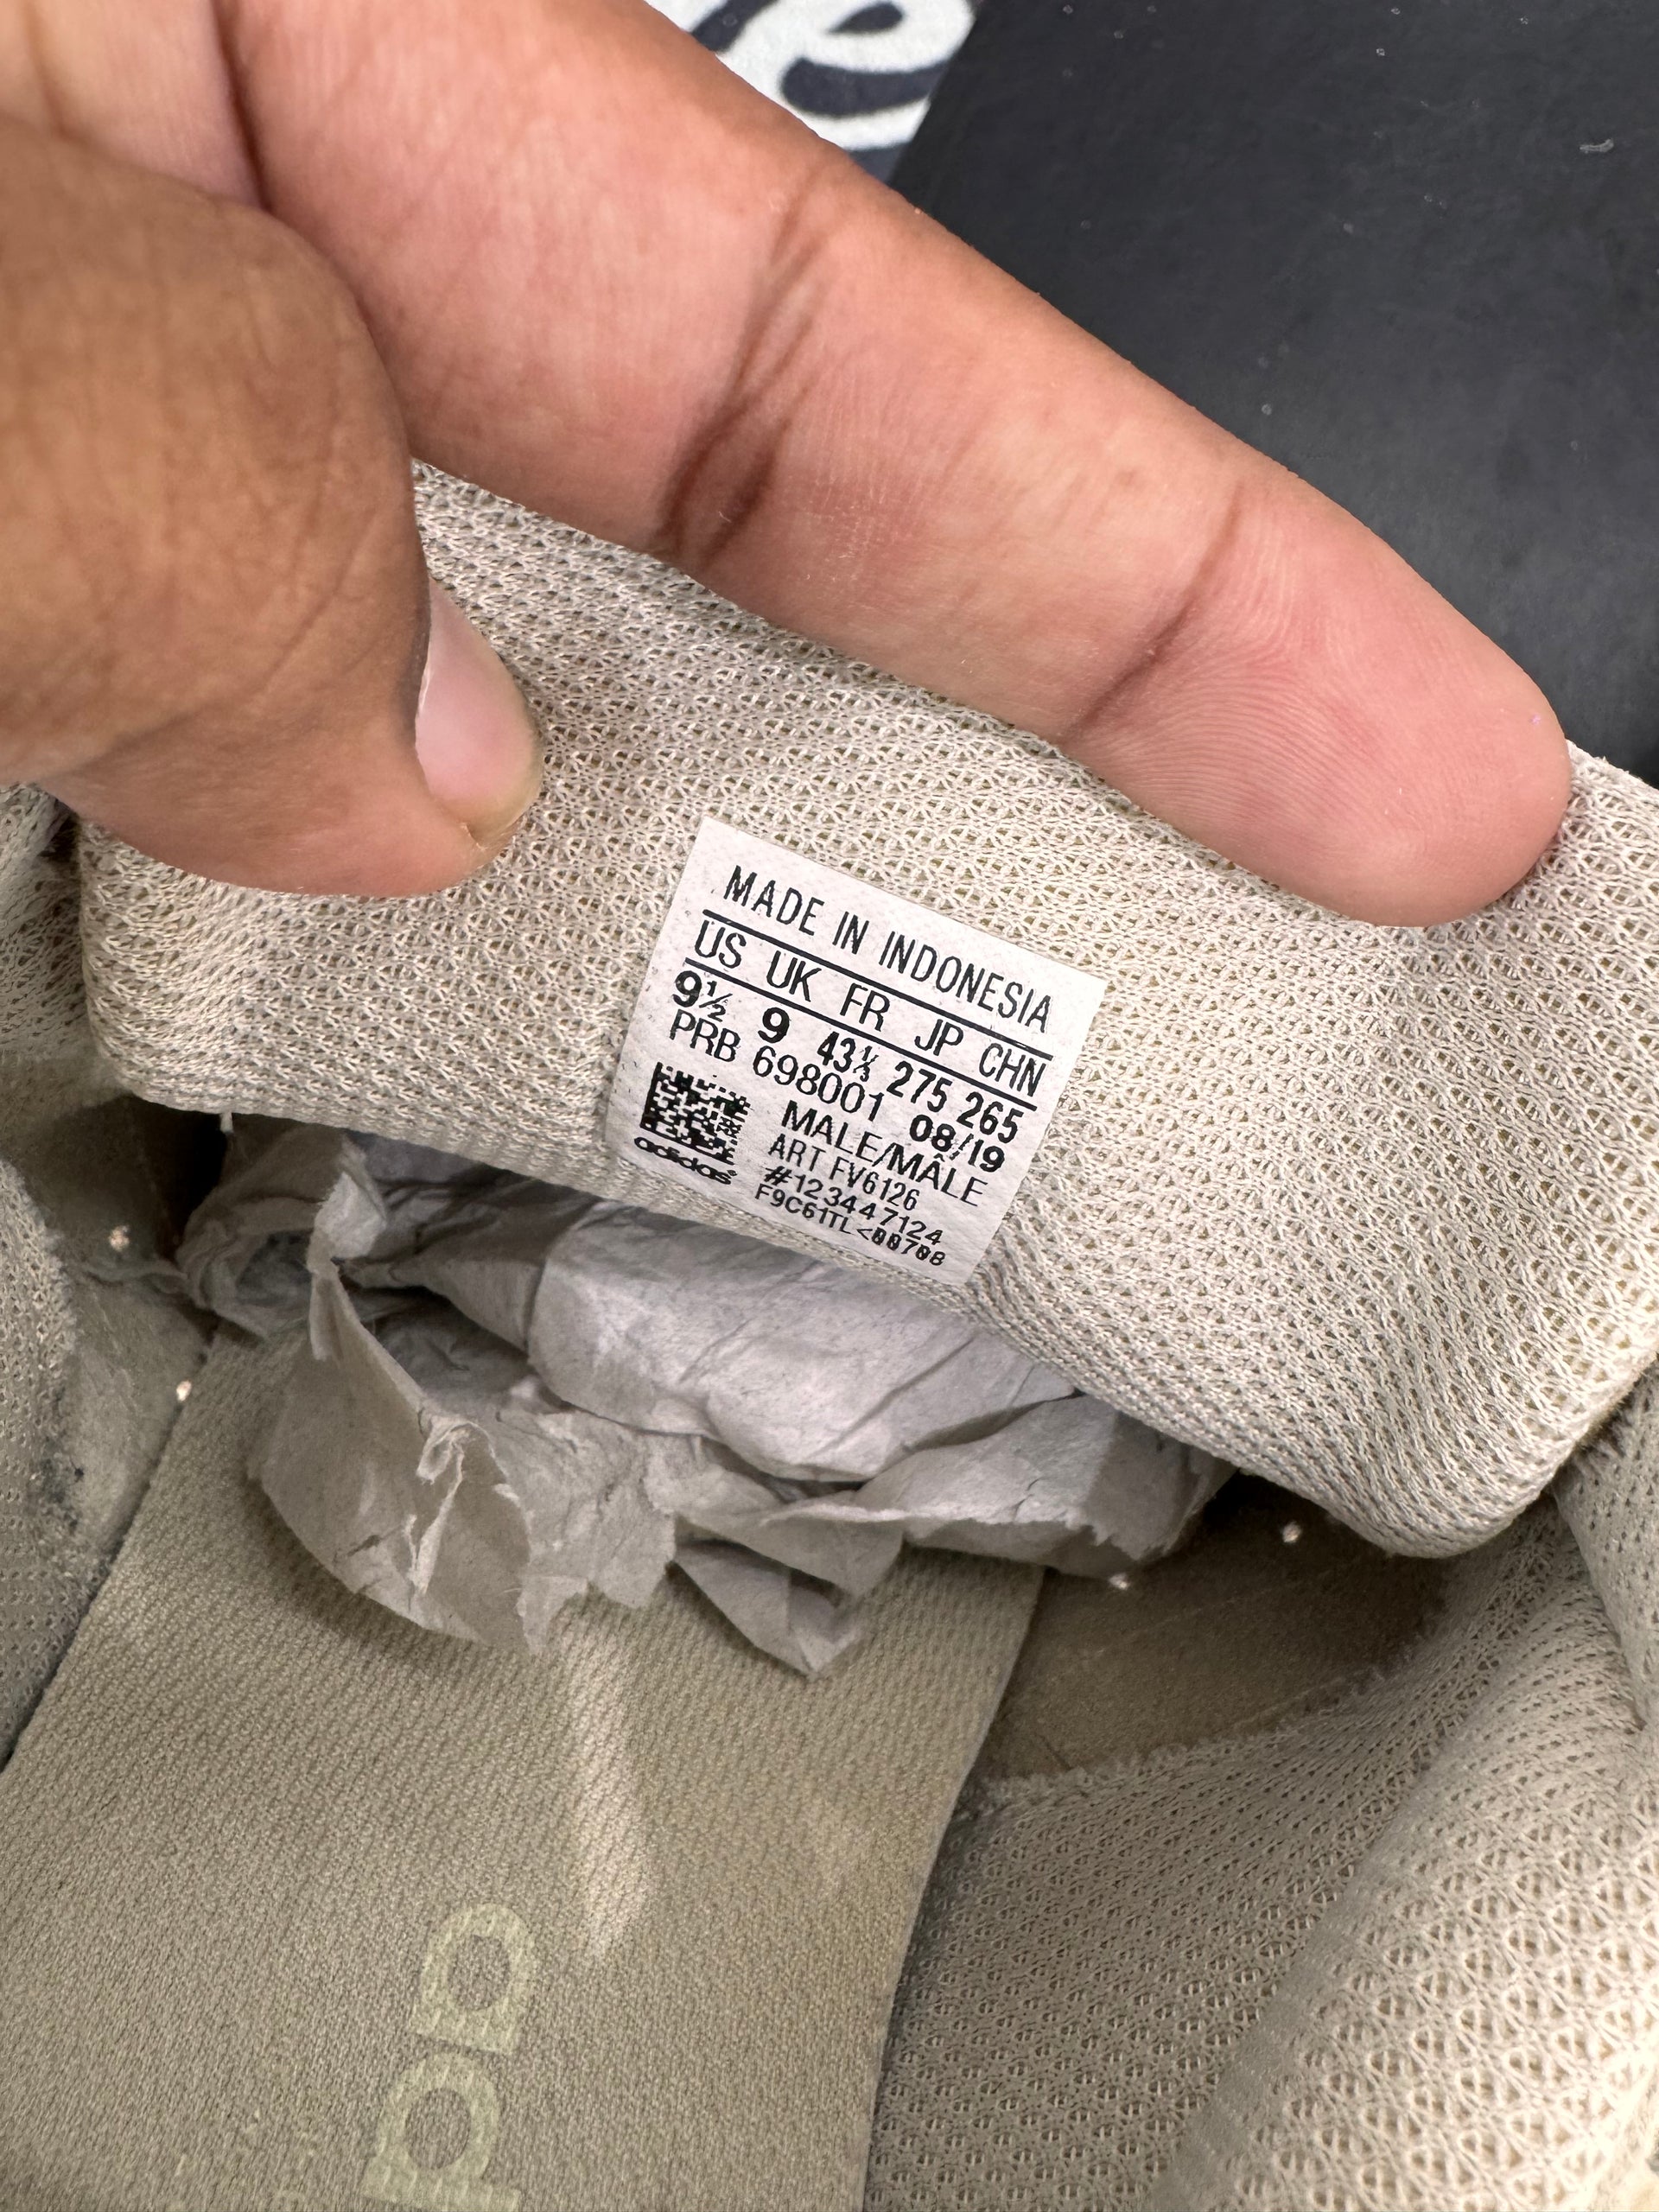 MADE IN INDONESIA
US UK FR JP CHN
9½ 9 43⅓ 275 265
PRB 698001 08/19
MALE/MÂLE
ART FV6126
#123447124
F9C61TL<00708
adidas